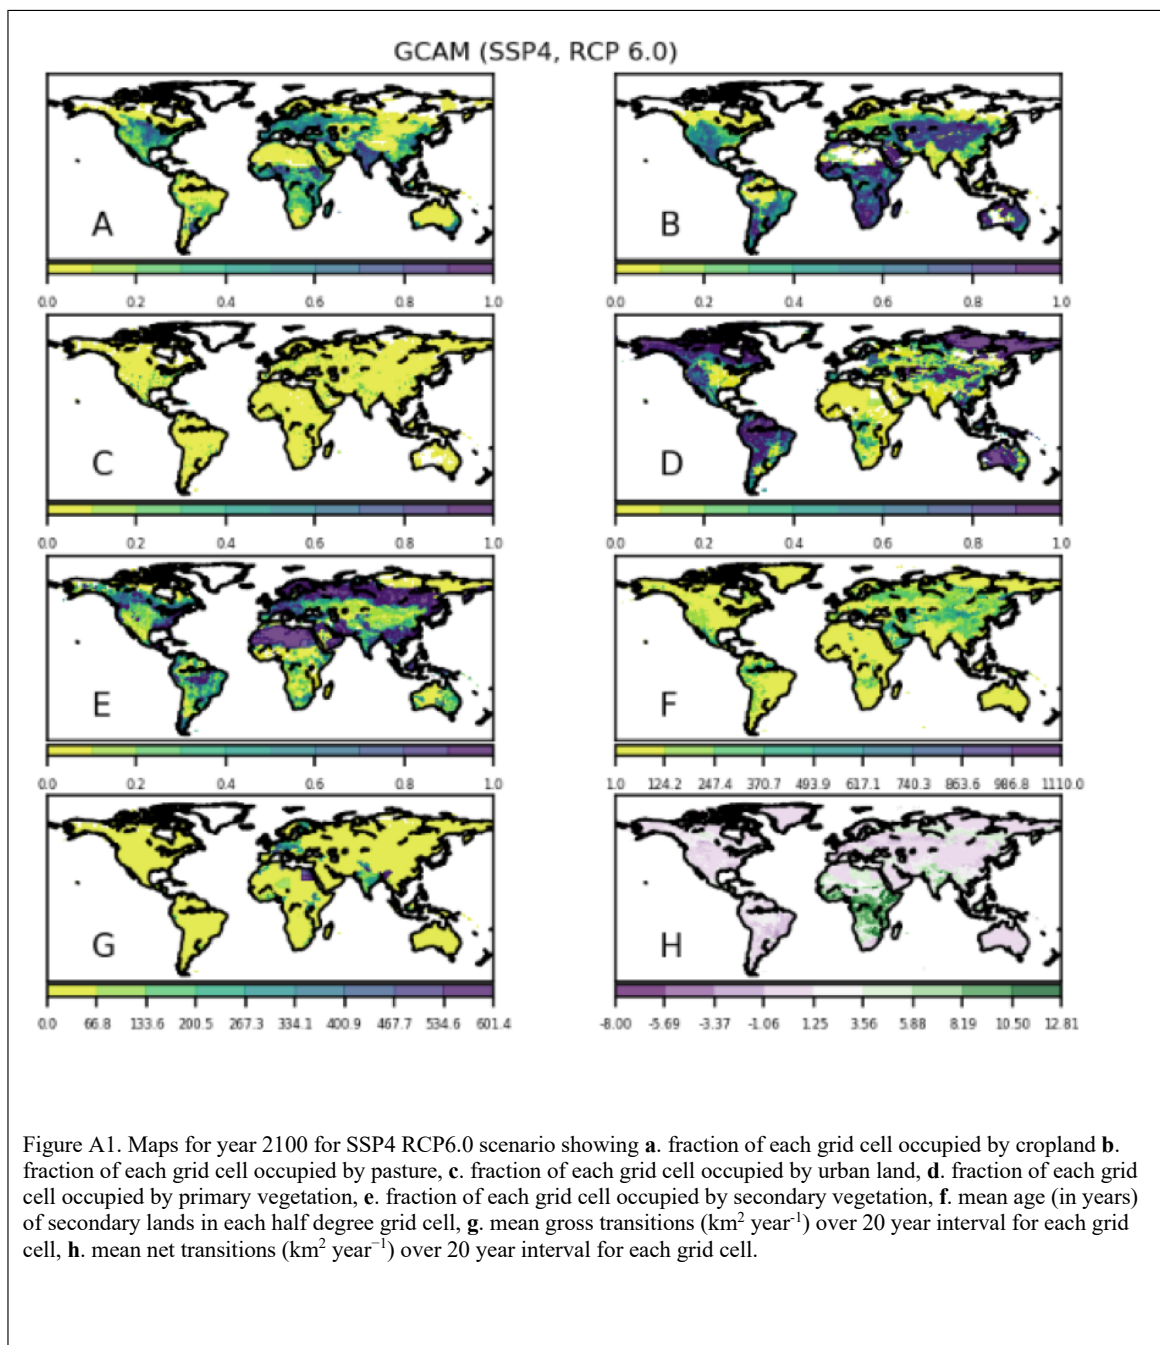 GCAM (SSP4, RCP 6.0)
A
B
0.0 0.2 0.4 0.6 0.8 1.0
0.0 0.2 0.4 0.6 0.8 1.0
C
D
0.0 0.2 0.4 0.6 0.8 1.0
0.0 0.2 0.4 0.6 0.8 1.0
E
F
0.0 0.2 0.4 0.6 0.8 1.0
1.0 124.2 247.4 370.7 493.9 617.1 740.3 863.6 986.8 1110.0
G
H
0.0 66.8 133.6 200.5 267.3 334.1 400.9 467.7 534.6 601.4
-8.00 -5.69 -3.37 -1.06 1.25 3.56 5.88 8.19 10.50 12.81
Figure A1. Maps for year 2100 for SSP4 RCP6.0 scenario showing a. fraction of each grid cell occupied by cropland b.
fraction of each grid cell occupied by pasture, c. fraction of each grid cell occupied by urban land, d. fraction of each grid
cell occupied by primary vegetation, e. fraction of each grid cell occupied by secondary vegetation, f. mean age (in years)
of secondary lands in each half degree grid cell, g. mean gross transitions (km² year⁻¹) over 20 year interval for each grid
cell, h. mean net transitions (km² year⁻¹) over 20 year interval for each grid cell.